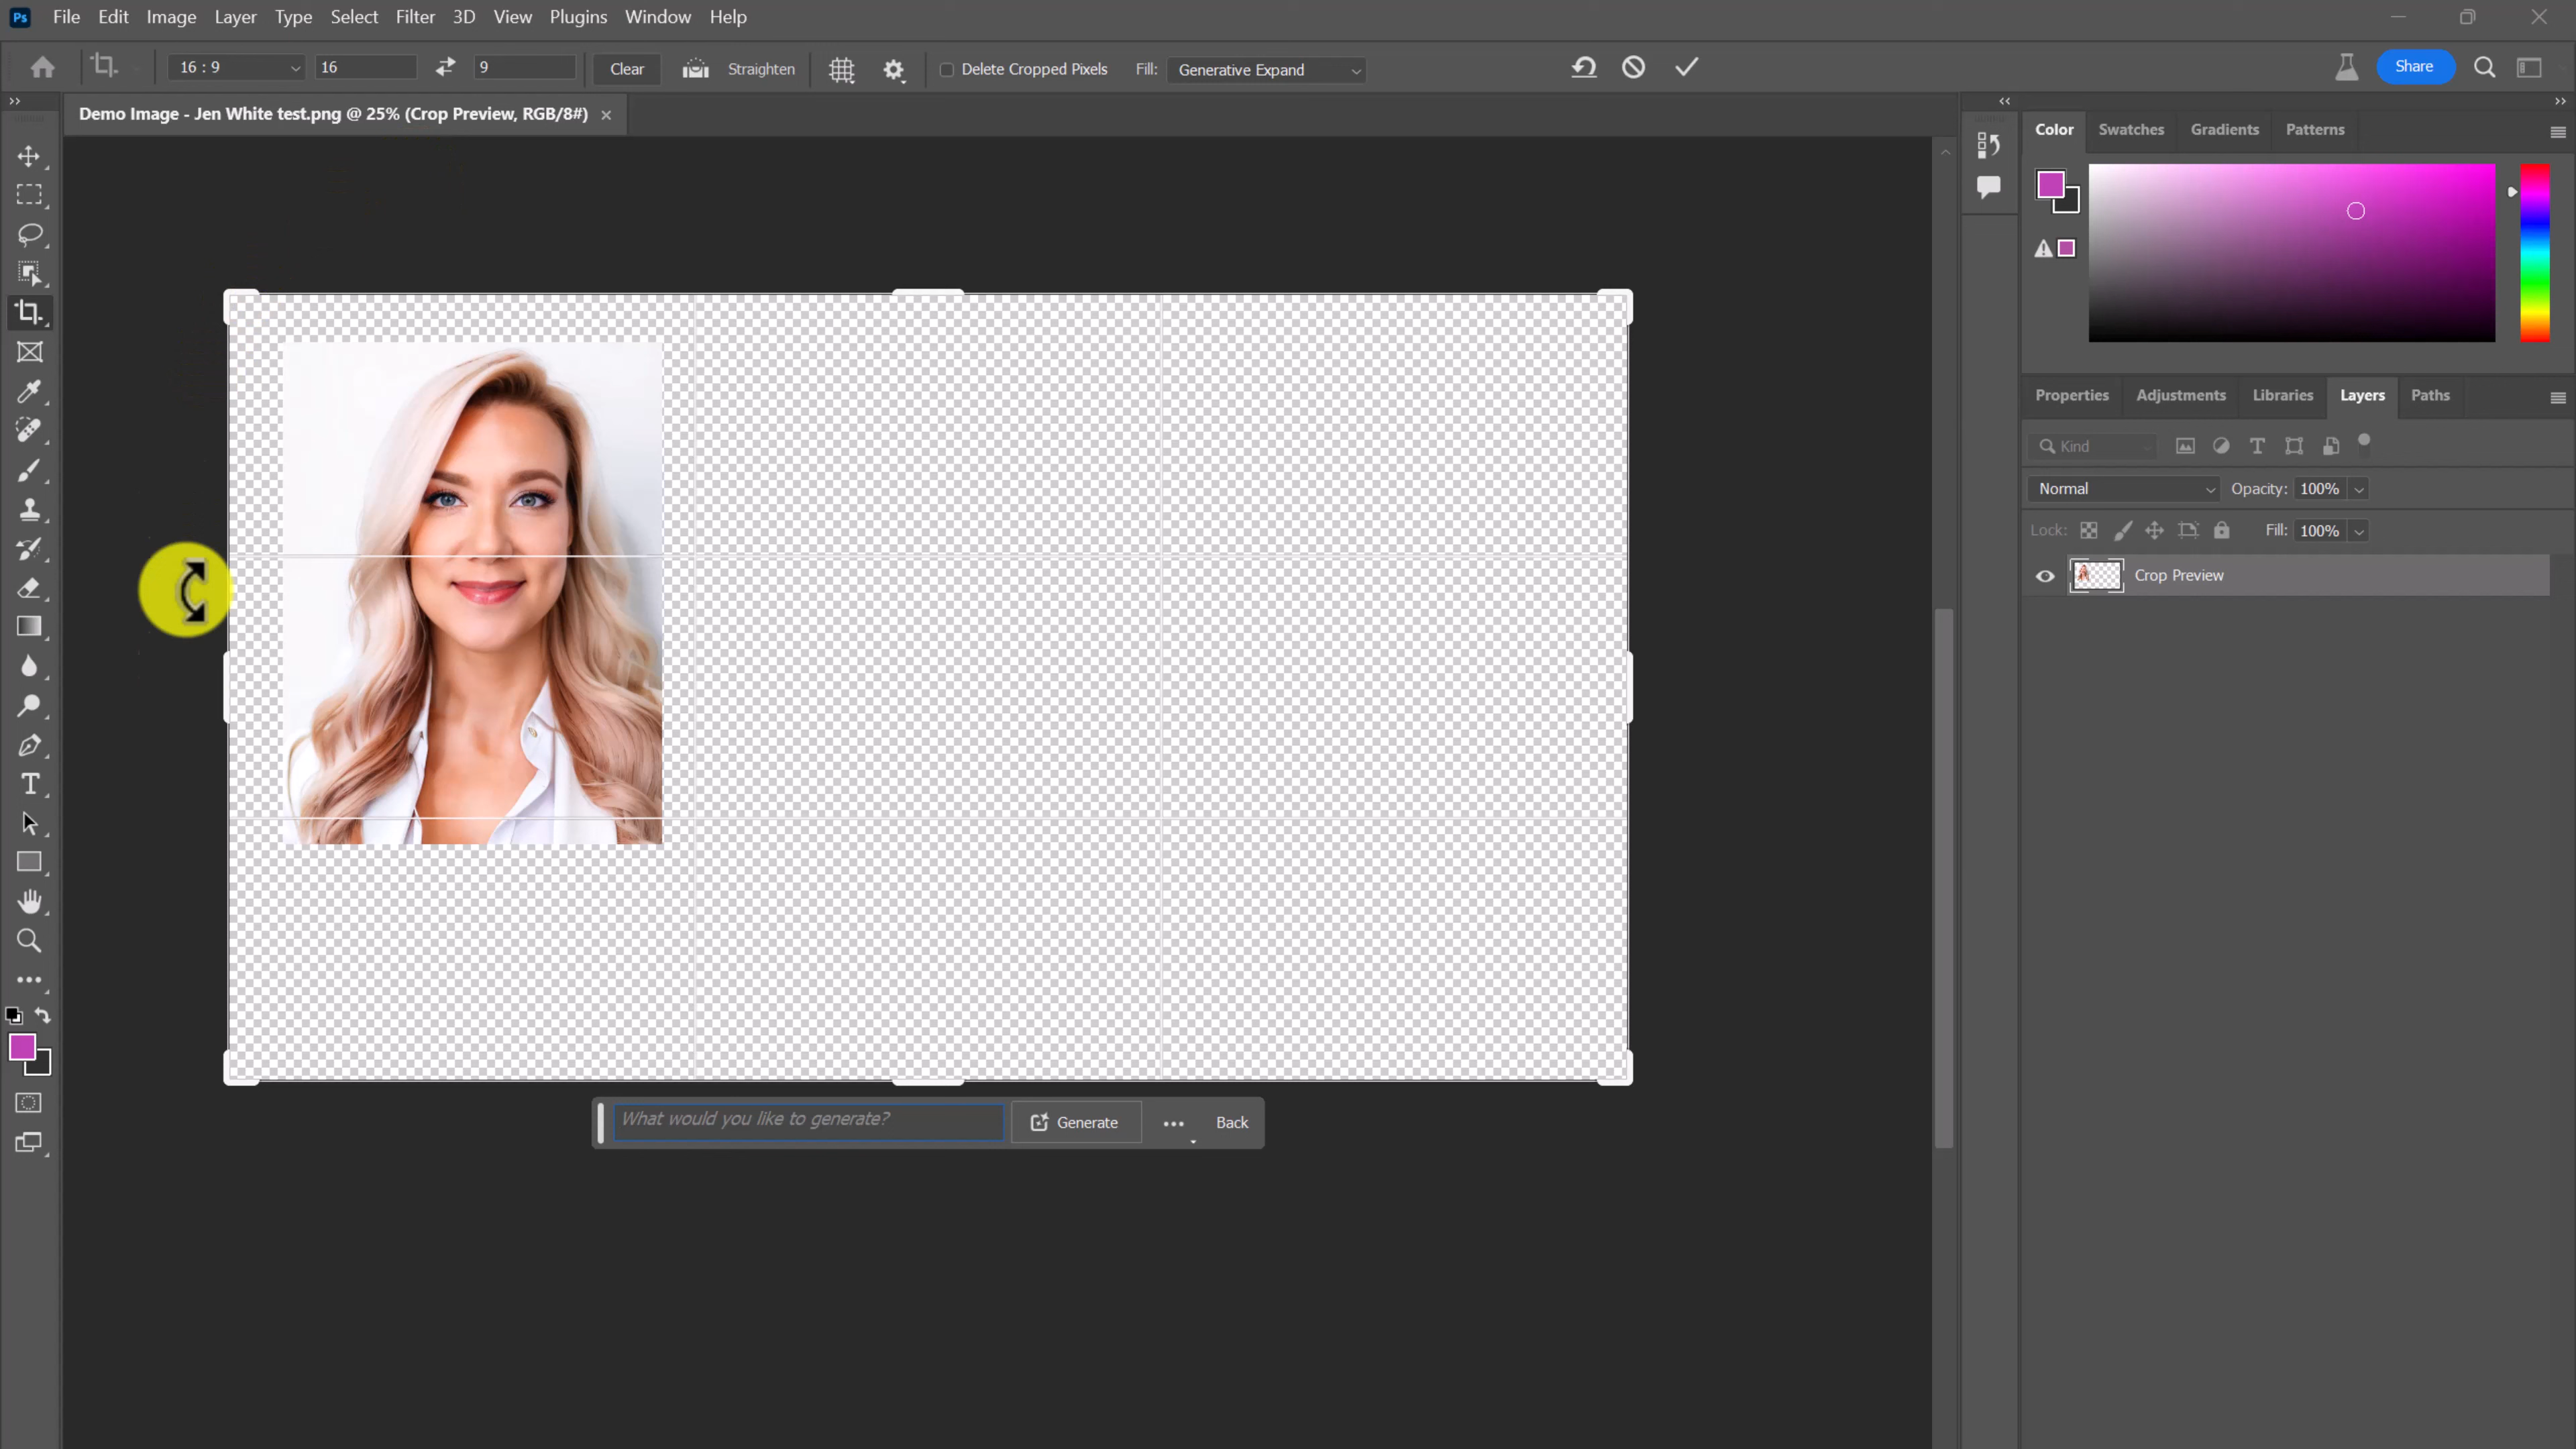 Ps File Edit Image Layer Type Select Filter 3D View Plugins Window Help
16 : 9 16 9 Clear Straighten Delete Cropped Pixels Fill: Generative Expand Share
Demo Image - Jen White test.png @ 25% (Crop Preview, RGB/8#)
Color Swatches Gradients Patterns
Properties Adjustments Libraries Layers Paths
Kind
Normal Opacity: 100%
Lock: Fill: 100%
Crop Preview
What would you like to generate? Generate Back